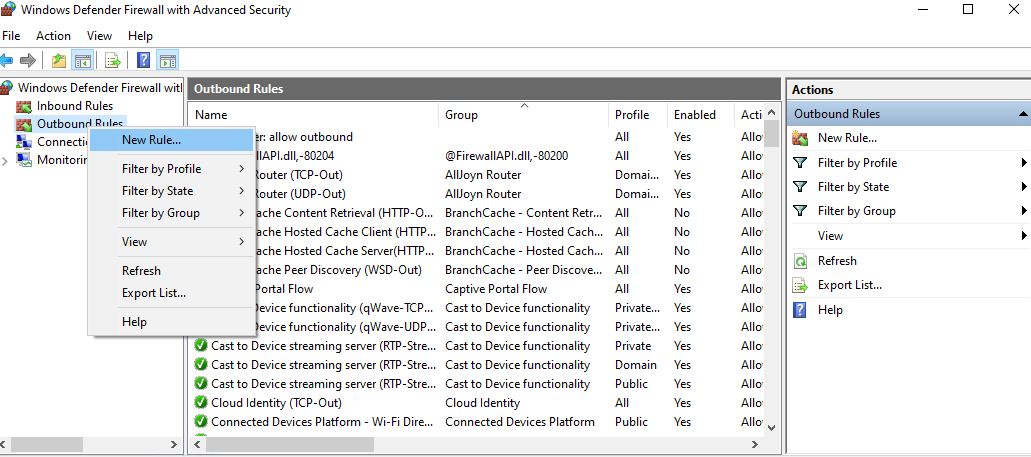 Windows Defender Firewall with Advanced Security
File Action View Help
Windows Defender Firewall witl
Inbound Rules
Outbound Rules
Connecti
Monitorin
New Rule...
Filter by Profile
Filter by State
Filter by Group
View
Refresh
Export List...
Help
Outbound Rules
Name Group Profile Enabled Acti
er: allow outbound All Yes Allo
allAPI.dll,-80204 @FirewallAPI.dll,-80200 All Yes Allo
Router (TCP-Out) AllJoyn Router Domai... Yes Allo
Router (UDP-Out) AllJoyn Router Domai... Yes Allo
ache Content Retrieval (HTTP-O... BranchCache - Content Retr... All No Allo
ache Hosted Cache Client (HTT... BranchCache - Hosted Cach... All No Allo
ache Hosted Cache Server(HTTP... BranchCache - Hosted Cach... All No Allo
ache Peer Discovery (WSD-Out) BranchCache - Peer Discove... All No Allo
Portal Flow Captive Portal Flow All Yes Allo
Device functionality (qWave-TCP... Cast to Device functionality Private... Yes Allo
Device functionality (qWave-UDP... Cast to Device functionality Private... Yes Allo
Cast to Device streaming server (RTP-Stre... Cast to Device functionality Private Yes Allo
Cast to Device streaming server (RTP-Stre... Cast to Device functionality Domain Yes Allo
Cast to Device streaming server (RTP-Stre... Cast to Device functionality Public Yes Allo
Cloud Identity (TCP-Out) Cloud Identity All Yes Allo
Connected Devices Platform - Wi-Fi Dire... Connected Devices Platform Public Yes Allo
Actions
Outbound Rules
New Rule...
Filter by Profile
Filter by State
Filter by Group
View
Refresh
Export List...
Help